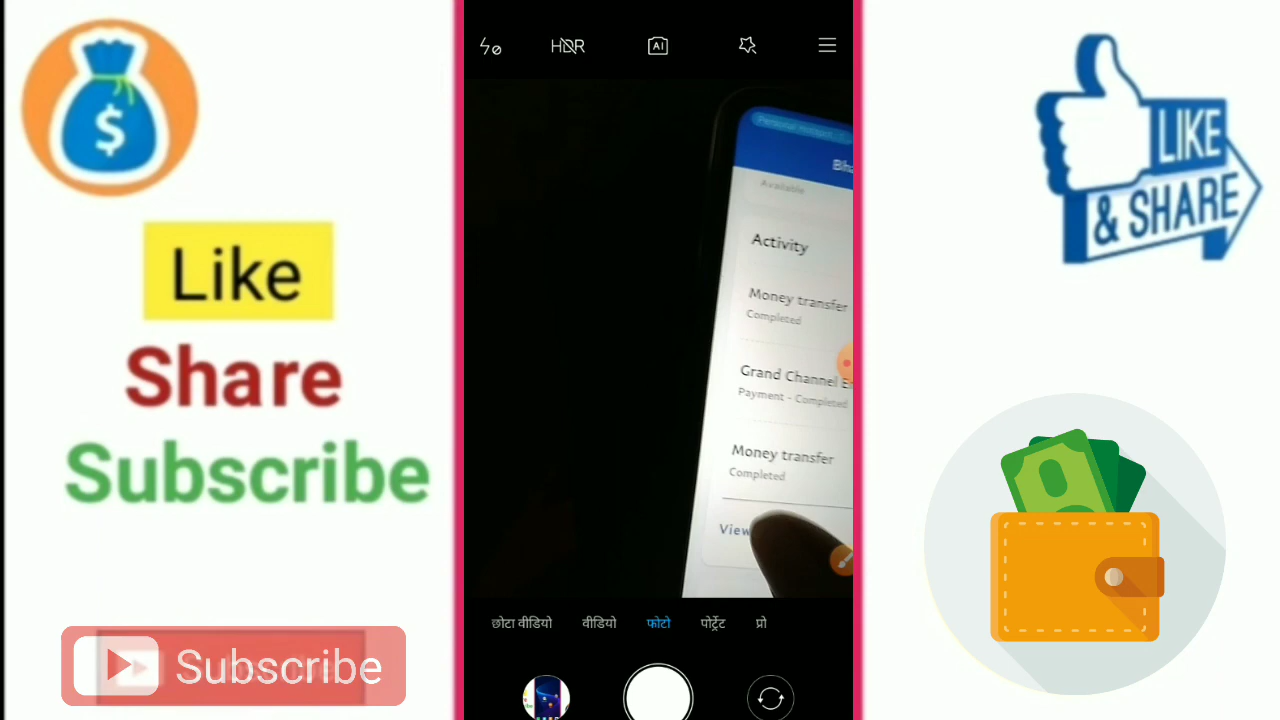 $
Like
Share
Subscribe
Subscribe
HDR
AI
Available
Activity
Money transfer
Completed
Grand Channel
Payment - Completed
Money transfer
Completed
View
छोटा वीडियो
वीडियो
फोटो
पोर्ट्रेट
प्रो
LIKE
& SHARE